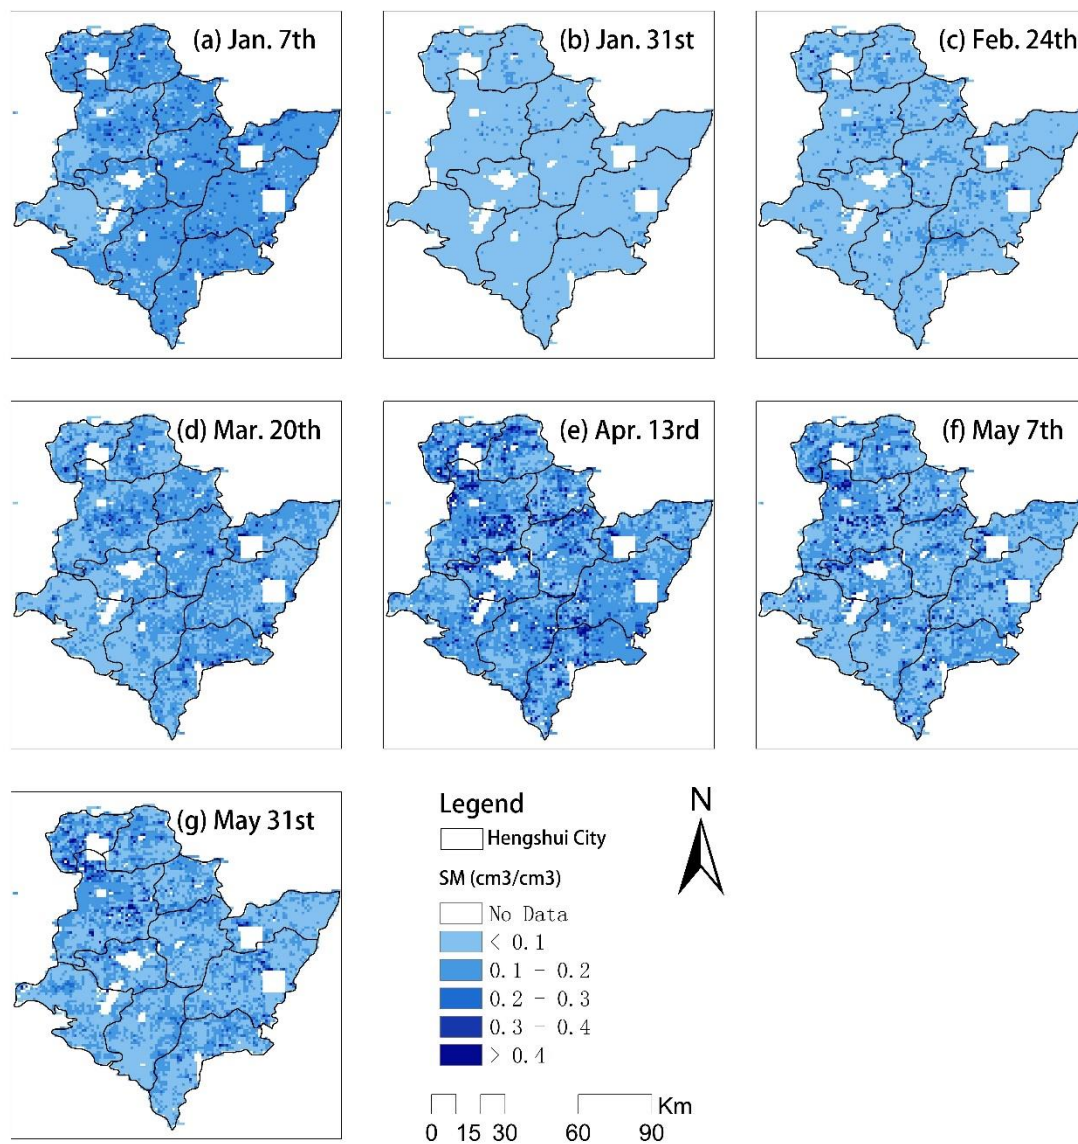 (a) Jan. 7th
(b) Jan. 31st
(c) Feb. 24th
(d) Mar. 20th
(e) Apr. 13rd
(f) May 7th
(g) May 31st
Legend
Hengshui City
SM (cm3/cm3)
No Data
< 0.1
0.1 - 0.2
0.2 - 0.3
0.3 - 0.4
> 0.4
N
Km
0 15 30 60 90